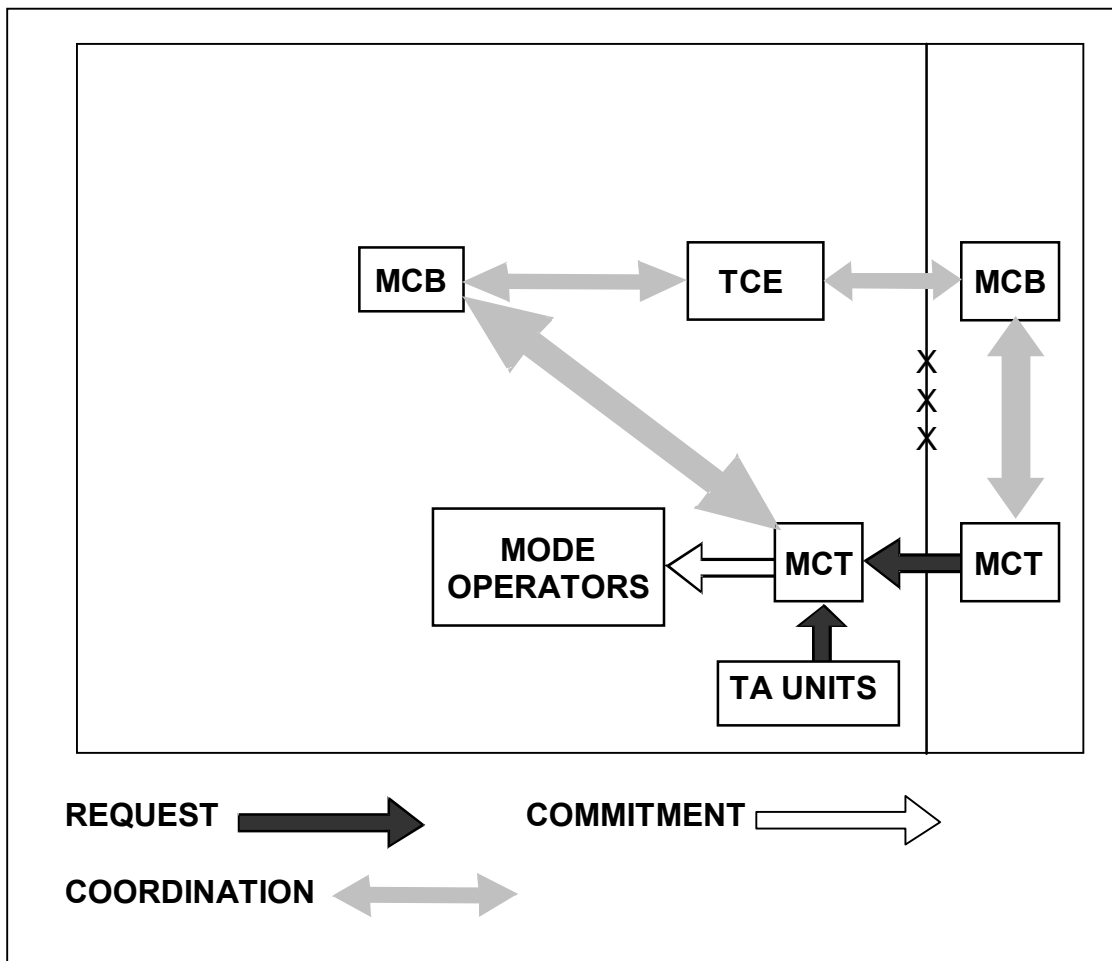 MCB
TCE
MCB
X
X
X
MODE
OPERATORS
MCT
MCT
TA UNITS
REQUEST
COMMITMENT
COORDINATION